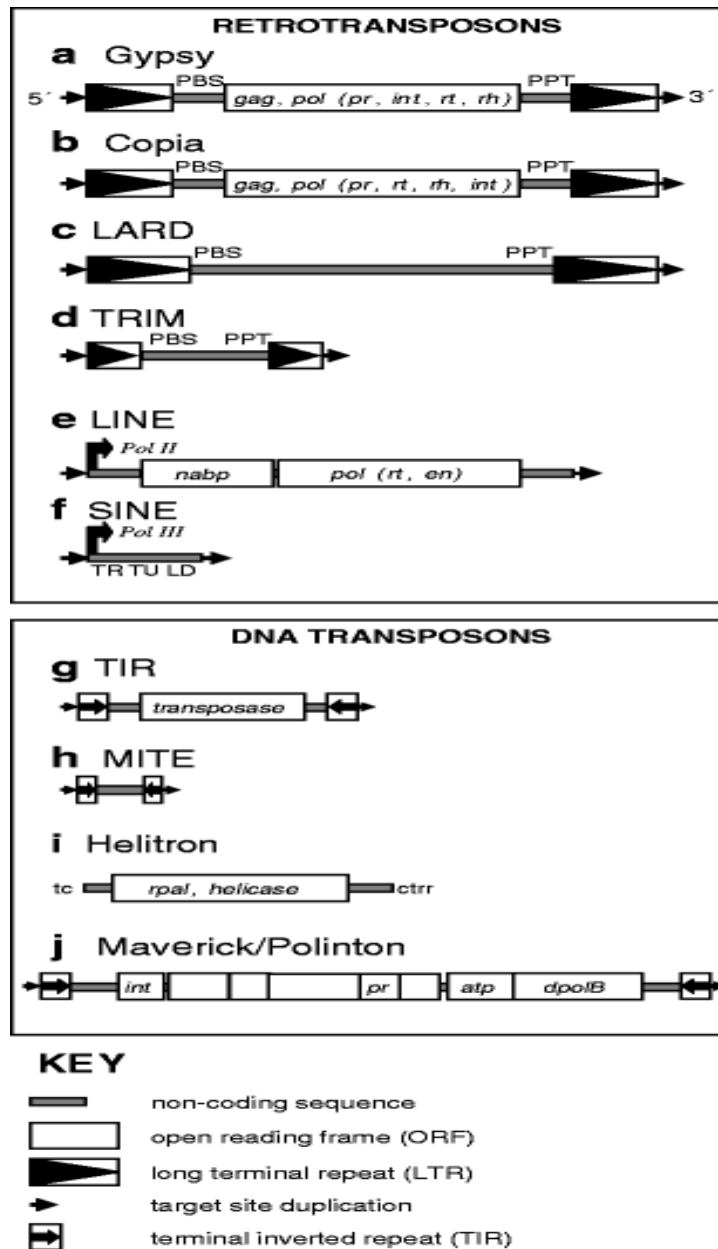 RETROTRANSPOSONS
a Gypsy
PBS PPT
5´ gag, pol (pr, int, rt, rh) 3´
b Copia
PBS PPT
gag, pol (pr, rt, rh, int)
c LARD
PBS PPT
d TRIM
PBS PPT
e LINE
Pol II
nabp pol (rt, en)
f SINE
Pol III
TR TU LD
DNA TRANSPOSONS
g TIR
transposase
h MITE
i Helitron
tc rpal, helicase ctrr
j Maverick/Polinton
int pr atp dpolB
KEY
non-coding sequence
open reading frame (ORF)
long terminal repeat (LTR)
target site duplication
terminal inverted repeat (TIR)